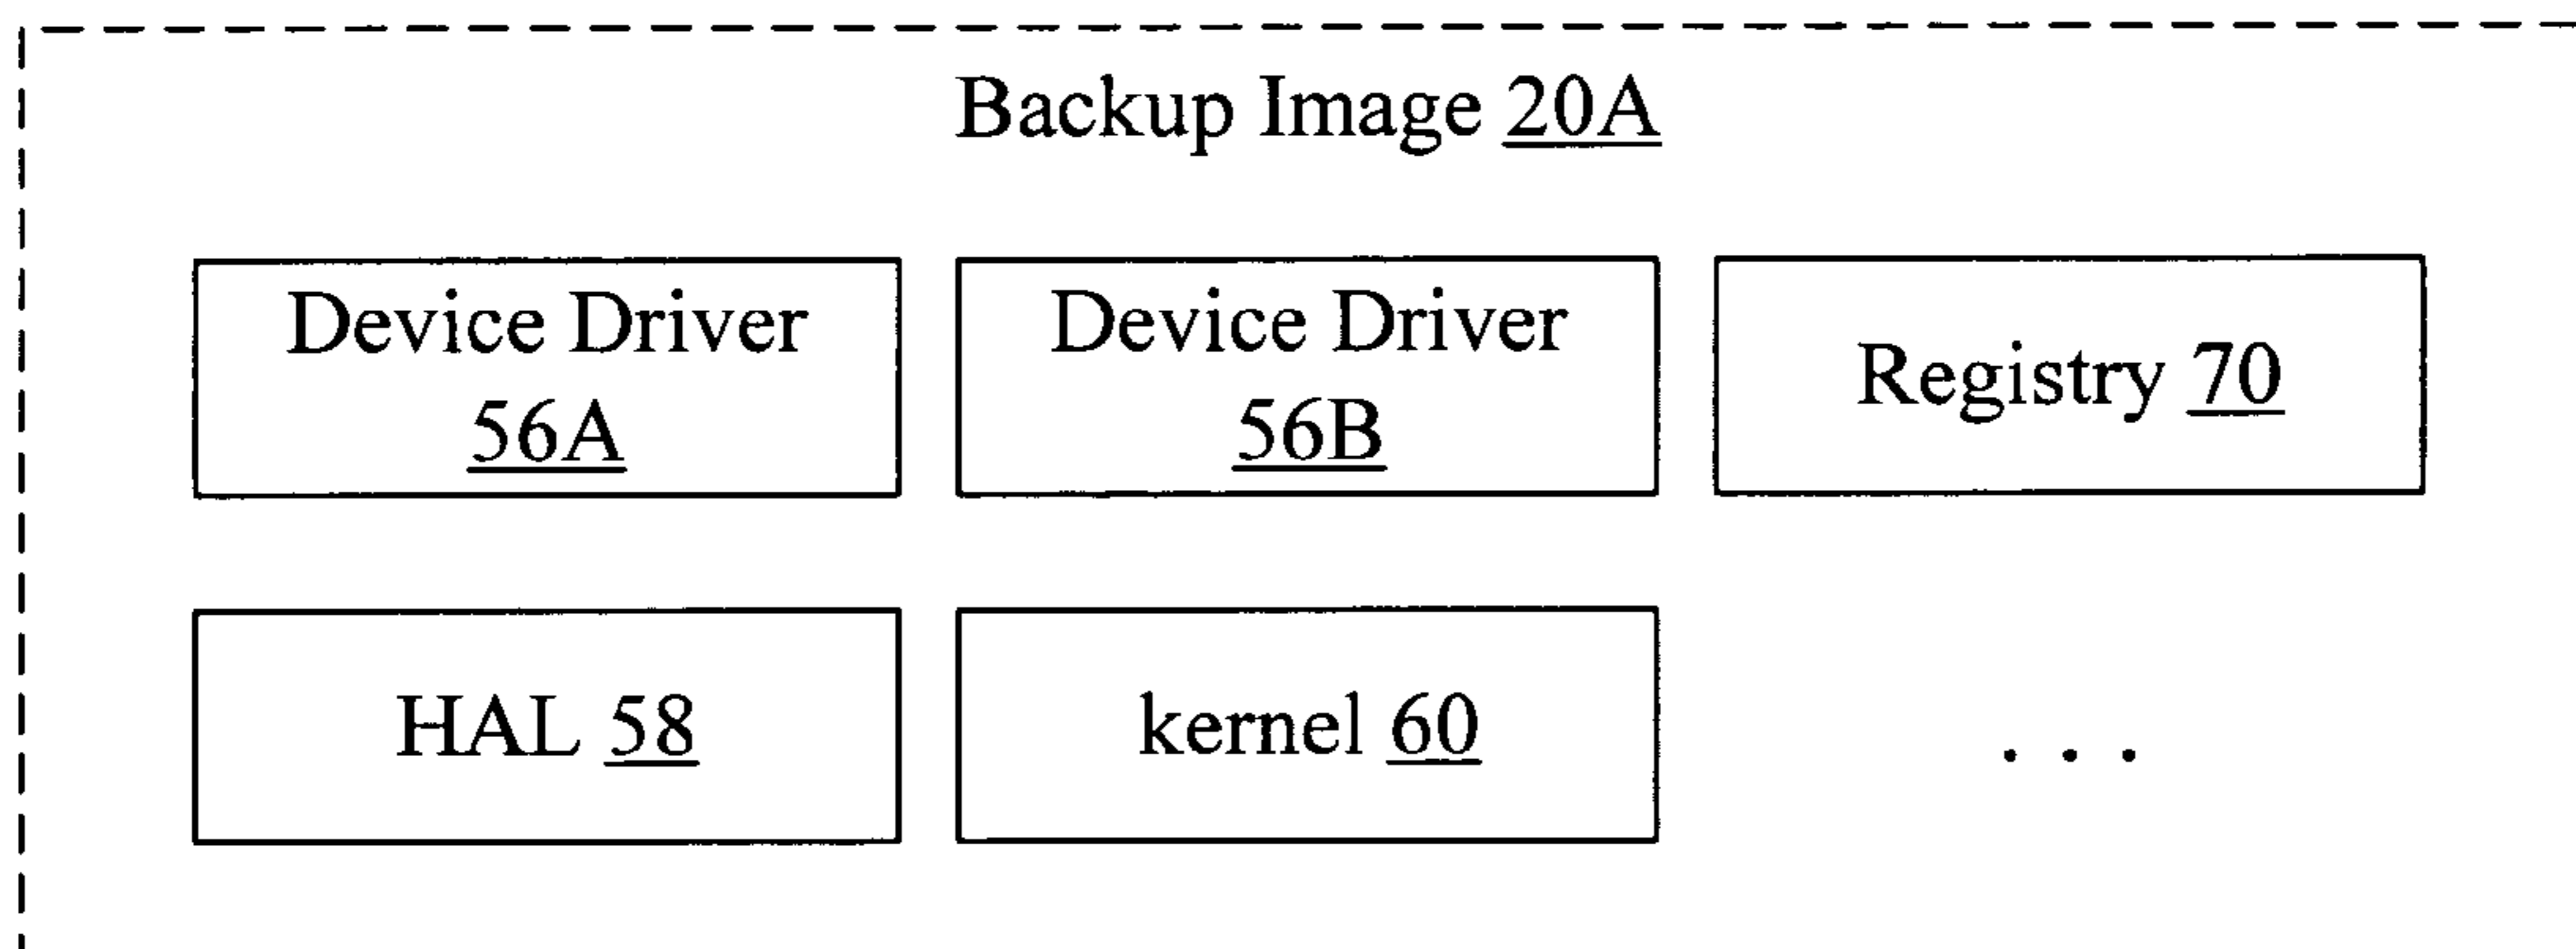 Backup Image 20A
Device Driver
56A
Device Driver
56B
Registry 70
HAL 58
kernel 60
. . .